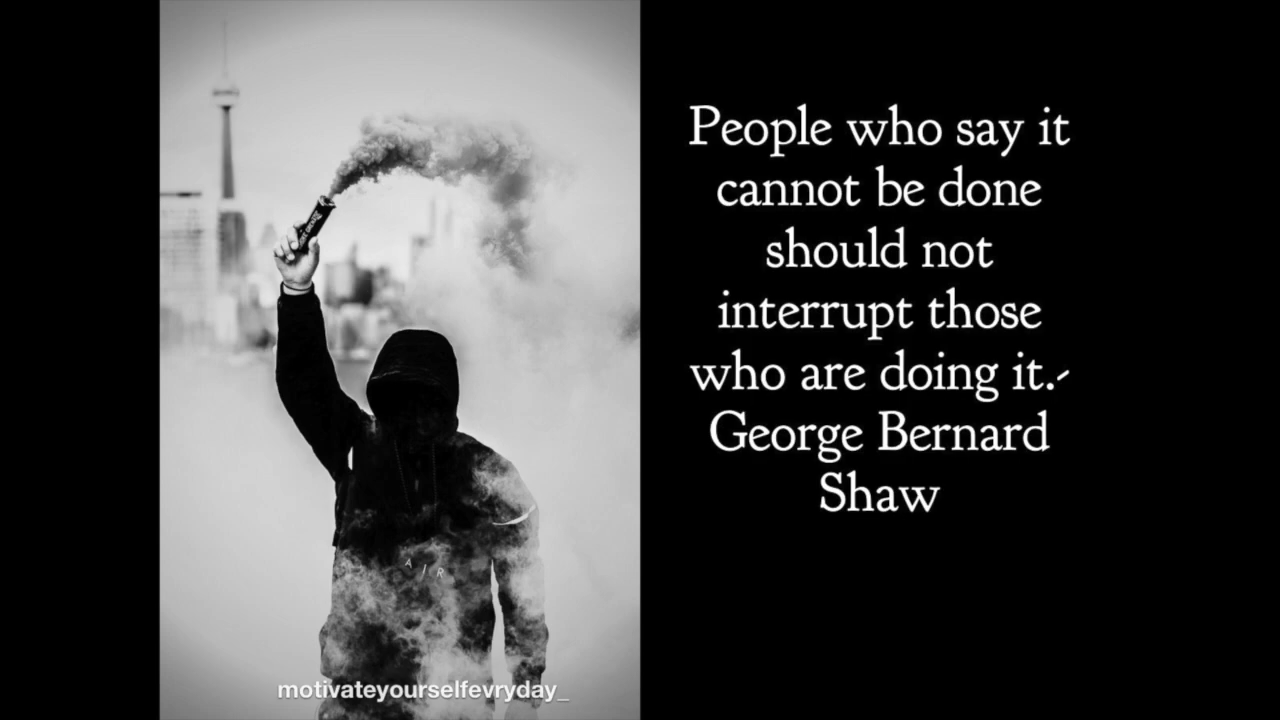 People who say it
cannot be done
should not
interrupt those
who are doing it.-
George Bernard
Shaw
AIR
motivateyourselfevryday_